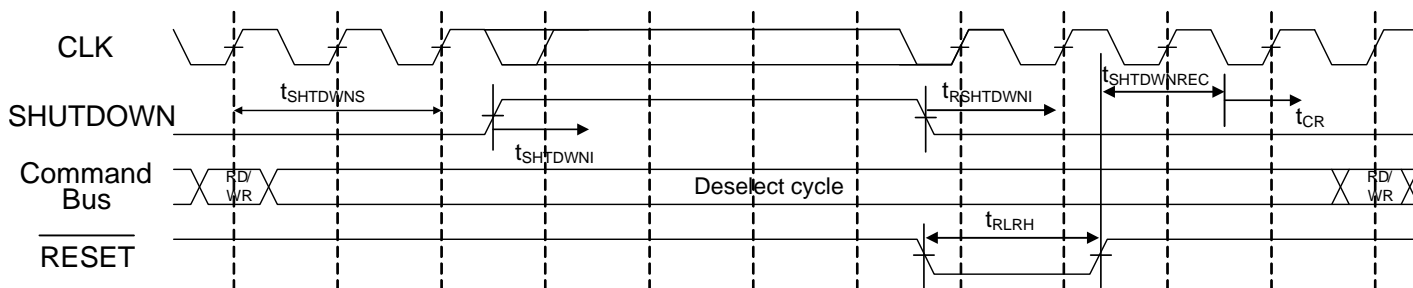 CLK
tSHTDWNS
tRSHTDWNI
tSHTDWNREC
SHUTDOWN
tSHTDWNI
tCR
Command
Bus
RD/
WR
Deselect cycle
RD/
WR
RESET
tRLRH